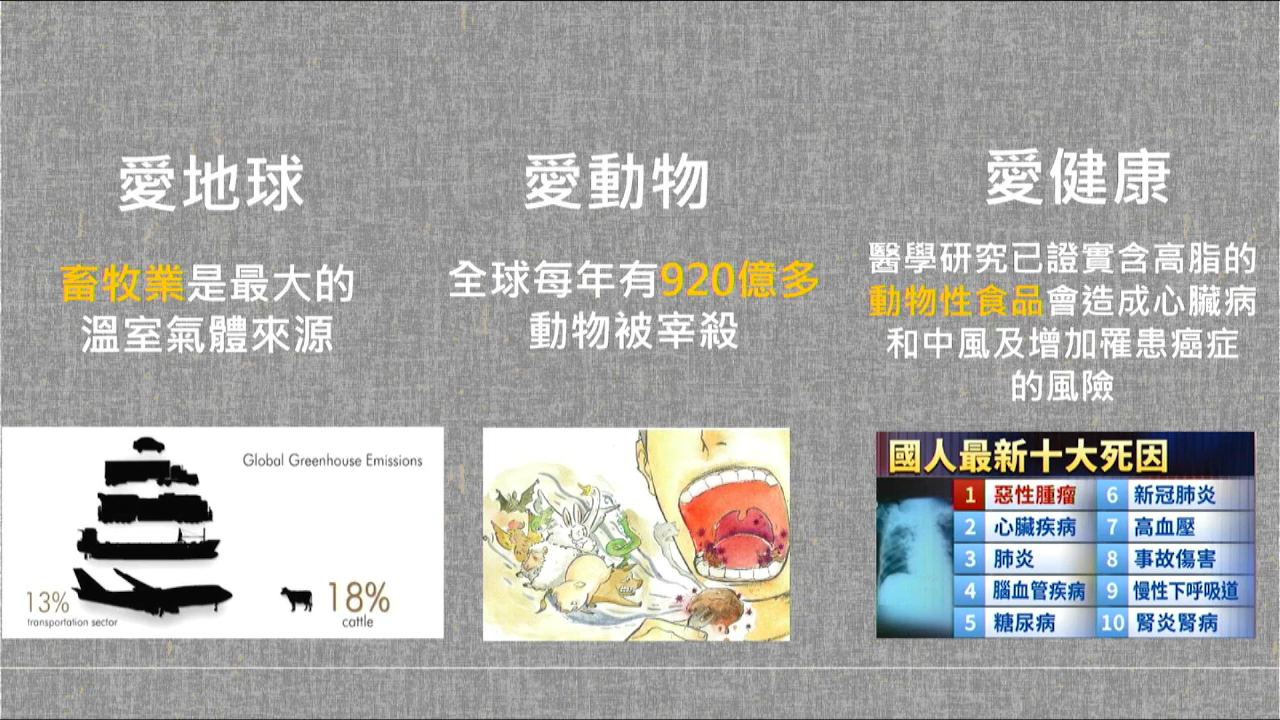 愛地球
畜牧業是最大的
溫室氣體來源
Global Greenhouse Emissions
13%
transportation sector
18%
cattle
愛動物
全球每年有920億多
動物被宰殺
愛健康
醫學研究已證實含高脂的
動物性食品會造成心臟病
和中風及增加罹患癌症
的風險
國人最新十大死因
1 惡性腫瘤
2 心臟疾病
3 肺炎
4 腦血管疾病
5 糖尿病
6 新冠肺炎
7 高血壓
8 事故傷害
9 慢性下呼吸道
10 腎炎腎病